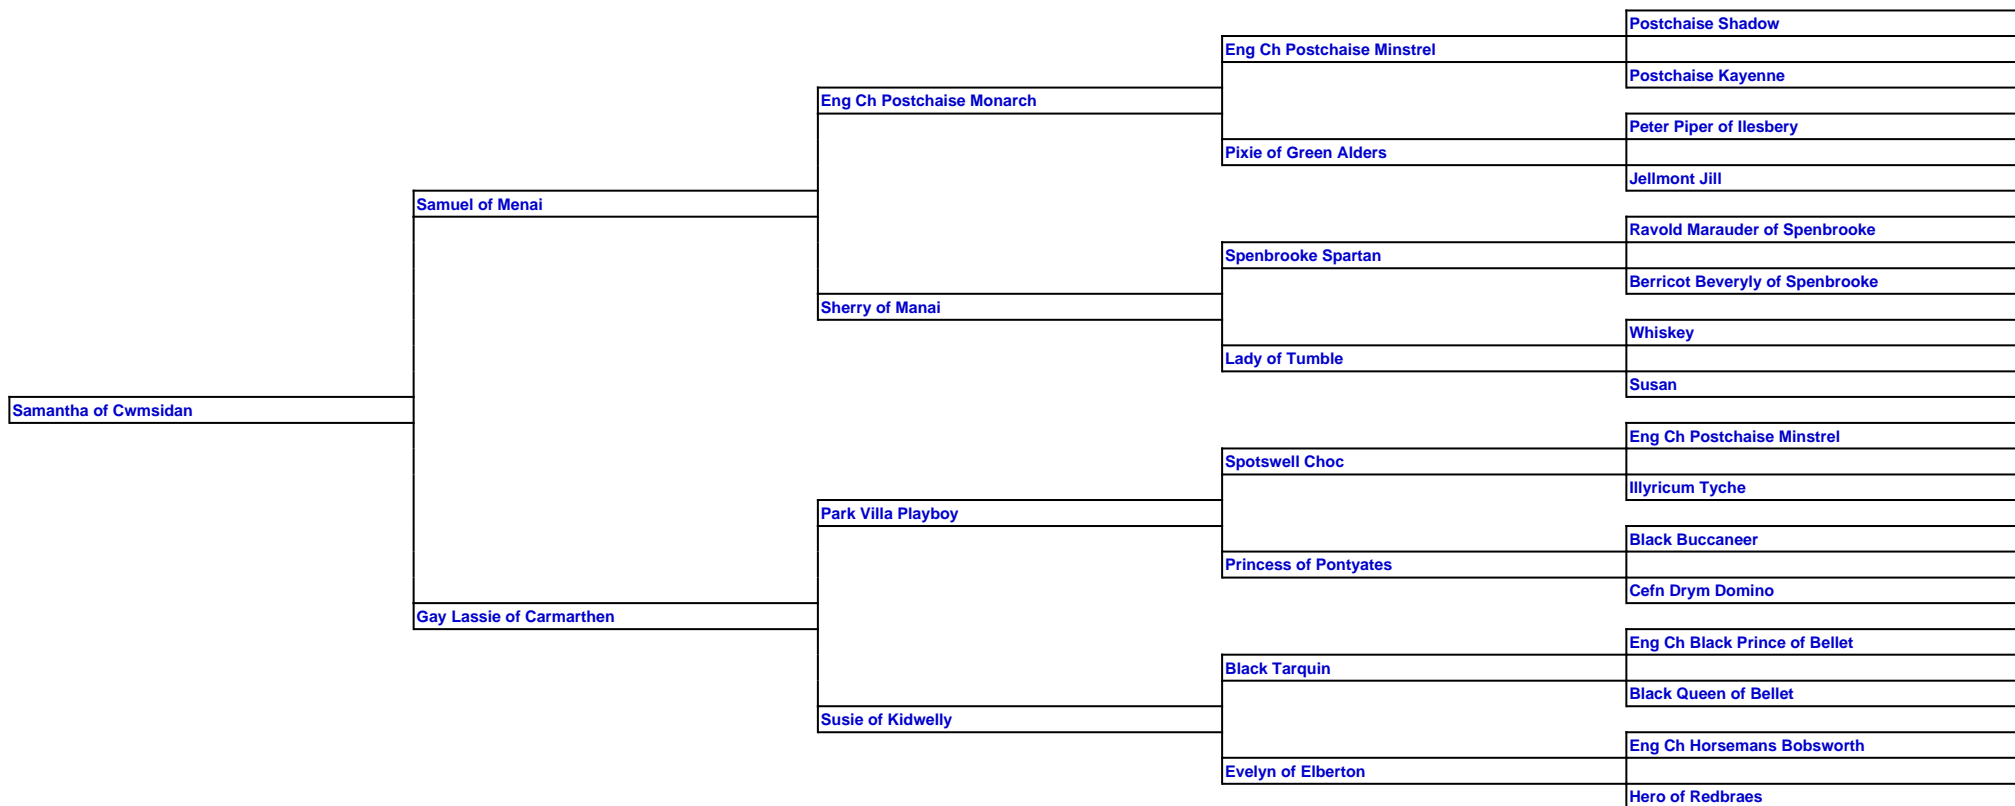 Postchaise Shadow
Eng Ch Postchaise Minstrel
Postchaise Kayenne
Eng Ch Postchaise Monarch
Peter Piper of Ilesbery
Pixie of Green Alders
Jellmont Jill
Samuel of Menai
Ravold Marauder of Spenbrooke
Spenbrooke Spartan
Berricot Beveryly of Spenbrooke
Sherry of Manai
Whiskey
Lady of Tumble
Susan
Samantha of Cwmsidan
Eng Ch Postchaise Minstrel
Spotswell Choc
Illyricum Tyche
Park Villa Playboy
Black Buccaneer
Princess of Pontyates
Cefn Drym Domino
Gay Lassie of Carmarthen
Eng Ch Black Prince of Bellet
Black Tarquin
Black Queen of Bellet
Susie of Kidwelly
Eng Ch Horsemans Bobsworth
Evelyn of Elberton
Hero of Redbraes